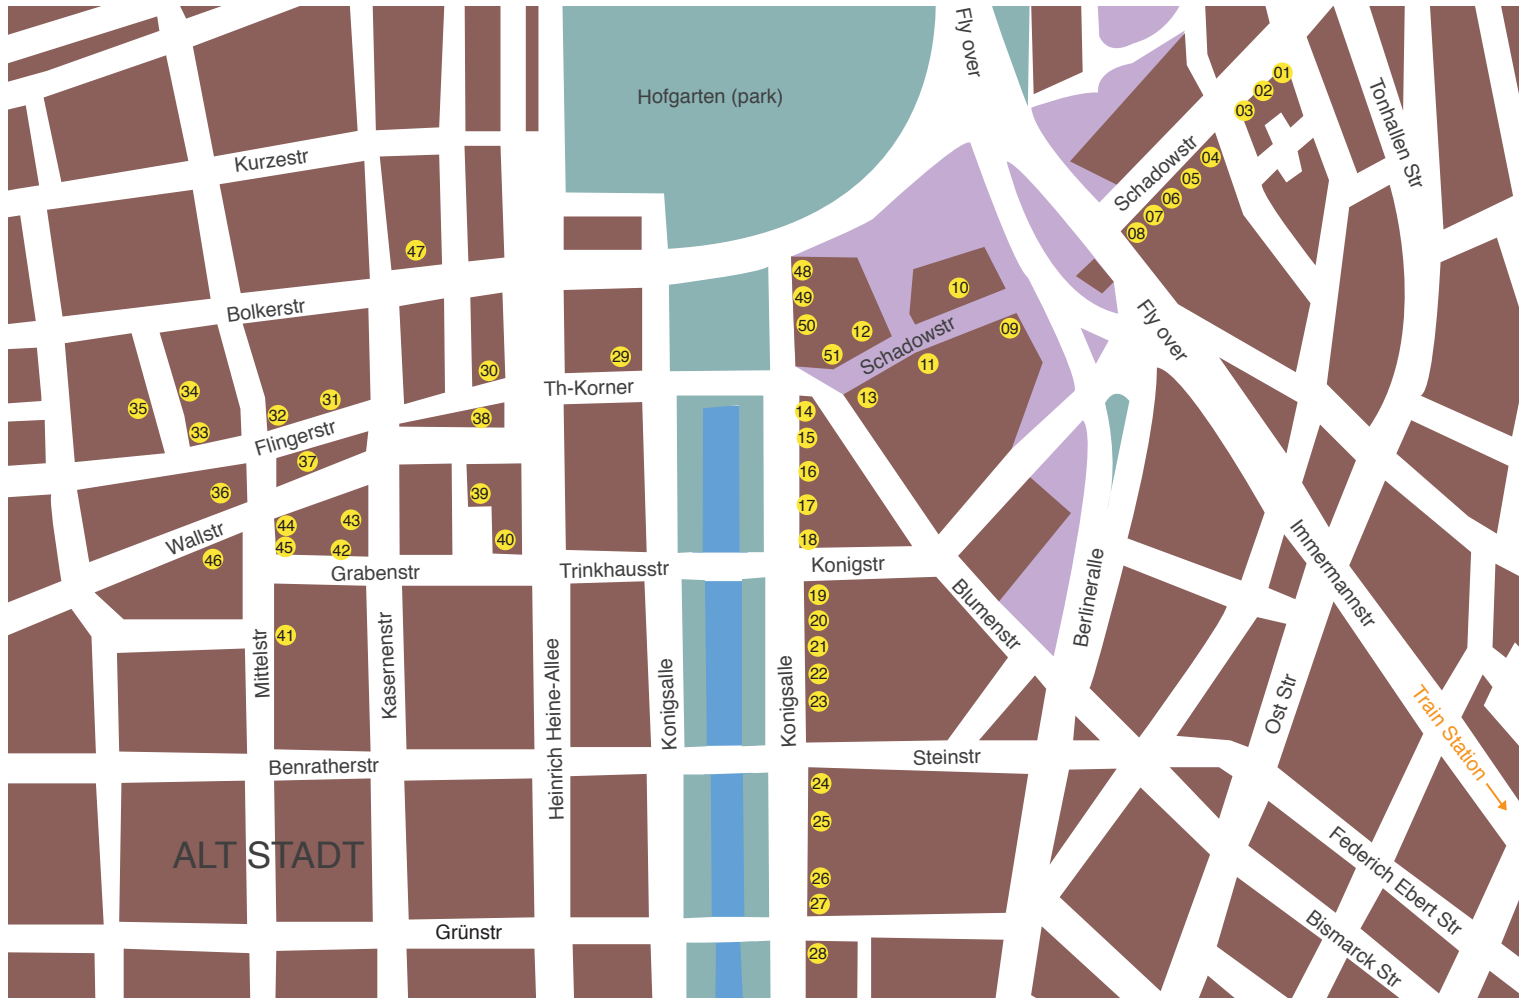 Fly over
Hofgarten (park)
01
02
03
Tonhallen Str
Kurzestr
Schadowstr
04
05
06
07
08
47
48
49
50
51
10
12
09
11
13
Schadowstr
Fly over
Bolkerstr
29
30
Th-Korner
34
35
33
32
31
38
Flingerstr
37
36
39
40
44
43
45
42
Wallstr
46
14
15
16
17
18
Grabenstr
Trinkhausstr
Konigstr
Immermannstr
Berlineralle
Blumenstr
19
20
21
22
23
41
Mittelstr
Kasernenstr
Heinrich Heine-Allee
Konigsalle
Konigsalle
Ost Str
Train Station
Benratherstr
Steinstr
24
25
26
27
28
ALT STADT
Grünstr
Federich Ebert Str
Bismarck Str